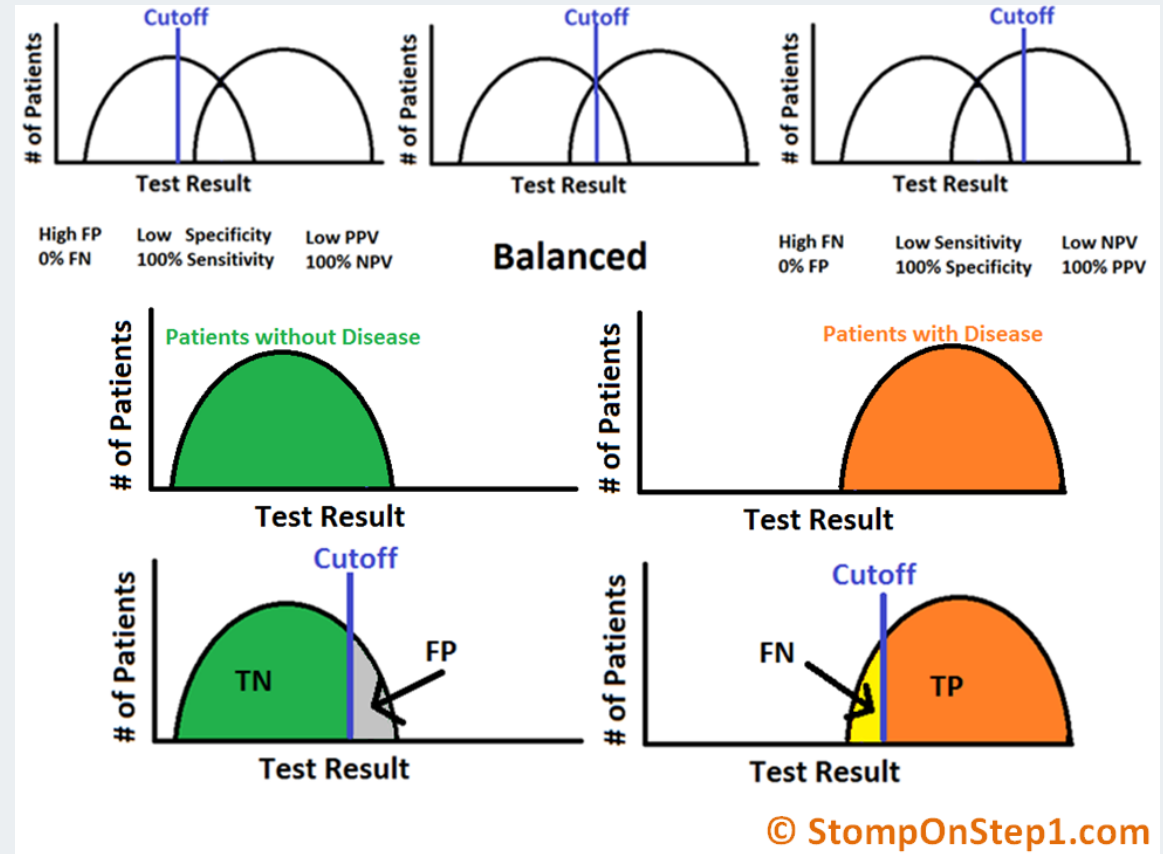 Cutoff
# of Patients
Test Result
Cutoff
# of Patients
Test Result
Cutoff
# of Patients
Test Result
High FP
0% FN
Low Specificity
100% Sensitivity
Low PPV
100% NPV
Balanced
High FN
0% FP
Low Sensitivity
100% Specificity
Low NPV
100% PPV
Patients without Disease
# of Patients
Test Result
Patients with Disease
# of Patients
Test Result
Cutoff
# of Patients
TN
FP
Test Result
Cutoff
# of Patients
FN
TP
Test Result
© StompOnStep1.com